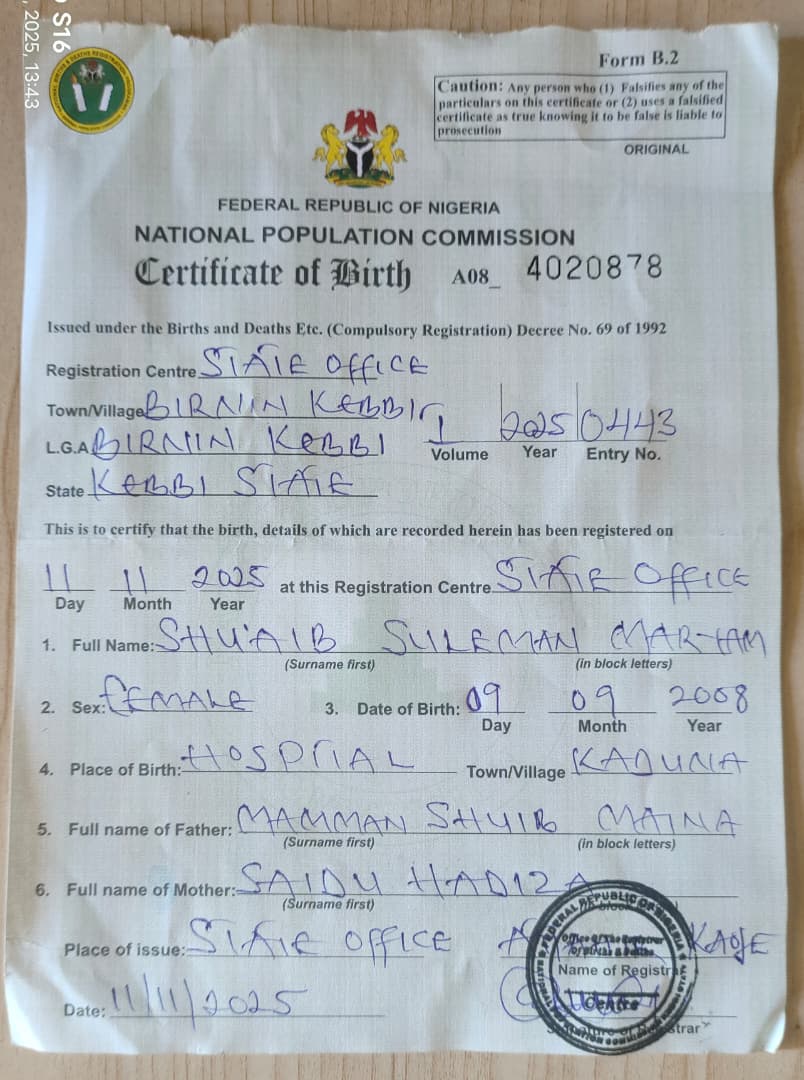 S16
, 2025, 13:43
Form B.2
Caution: Any person who (1) Falsifies any of the
particulars on this certificate or (2) uses a falsified
certificate as true knowing it to be false is liable to
prosecution
ORIGINAL
FEDERAL REPUBLIC OF NIGERIA
NATIONAL POPULATION COMMISSION
Certificate of Birth A08_ 4020878
Issued under the Births and Deaths Etc. (Compulsory Registration) Decree No. 69 of 1992
Registration Centre STATE OFFICE
Town/Village BIRNIN KEBBI
L.G.A BIRNIN KEBBI 1 2025 0443
Volume Year Entry No.
State KEBBI STATE
This is to certify that the birth, details of which are recorded herein has been registered on
11 11 2025 at this Registration Centre STATE OFFICE
Day Month Year
1. Full Name: SHU'AIB SULEMAN MARYAM
(Surname first) (in block letters)
2. Sex: FEMALE 3. Date of Birth: 09 09 2008
Day Month Year
4. Place of Birth: HOSPITAL Town/Village KADUNA
5. Full name of Father: MAMMAN SHUIB MAINA
(Surname first) (in block letters)
6. Full name of Mother: SAIDU HADIZA
(Surname first)
Place of issue: STATE OFFICE
Name of Registr
Date: 11/11/2025
Office Of The Registrar
Of Births & Deaths
Centre